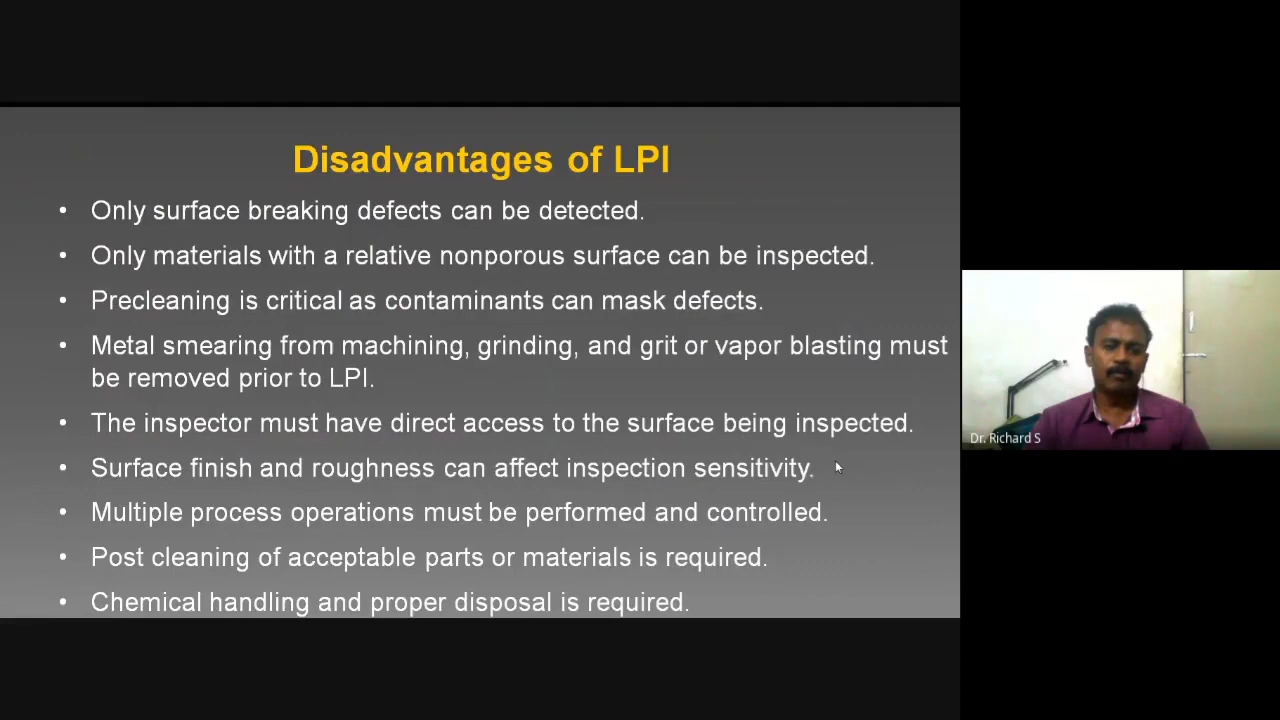 Disadvantages of LPI
• Only surface breaking defects can be detected.
• Only materials with a relative nonporous surface can be inspected.
• Precleaning is critical as contaminants can mask defects.
• Metal smearing from machining, grinding, and grit or vapor blasting must
be removed prior to LPI.
• The inspector must have direct access to the surface being inspected.
• Surface finish and roughness can affect inspection sensitivity.
• Multiple process operations must be performed and controlled.
• Post cleaning of acceptable parts or materials is required.
• Chemical handling and proper disposal is required.
Dr. Richard S